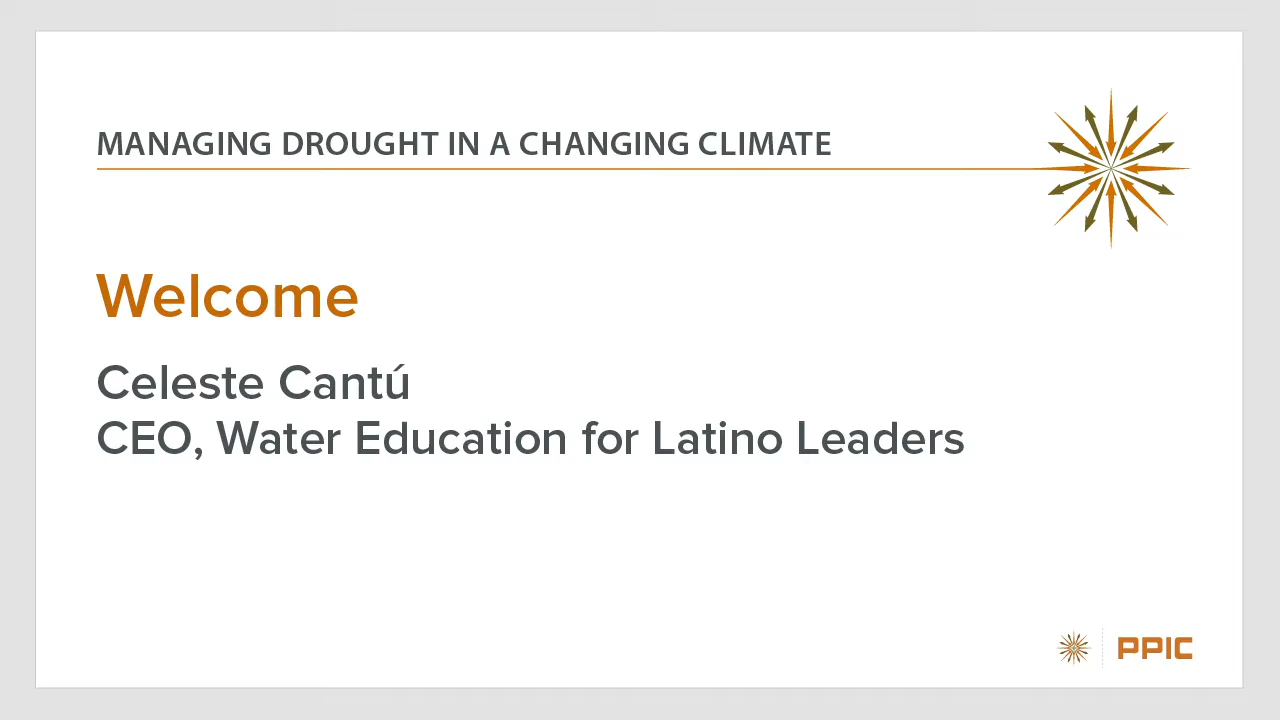 MANAGING DROUGHT IN A CHANGING CLIMATE
Welcome
Celeste Cantú
CEO, Water Education for Latino Leaders
PPIC